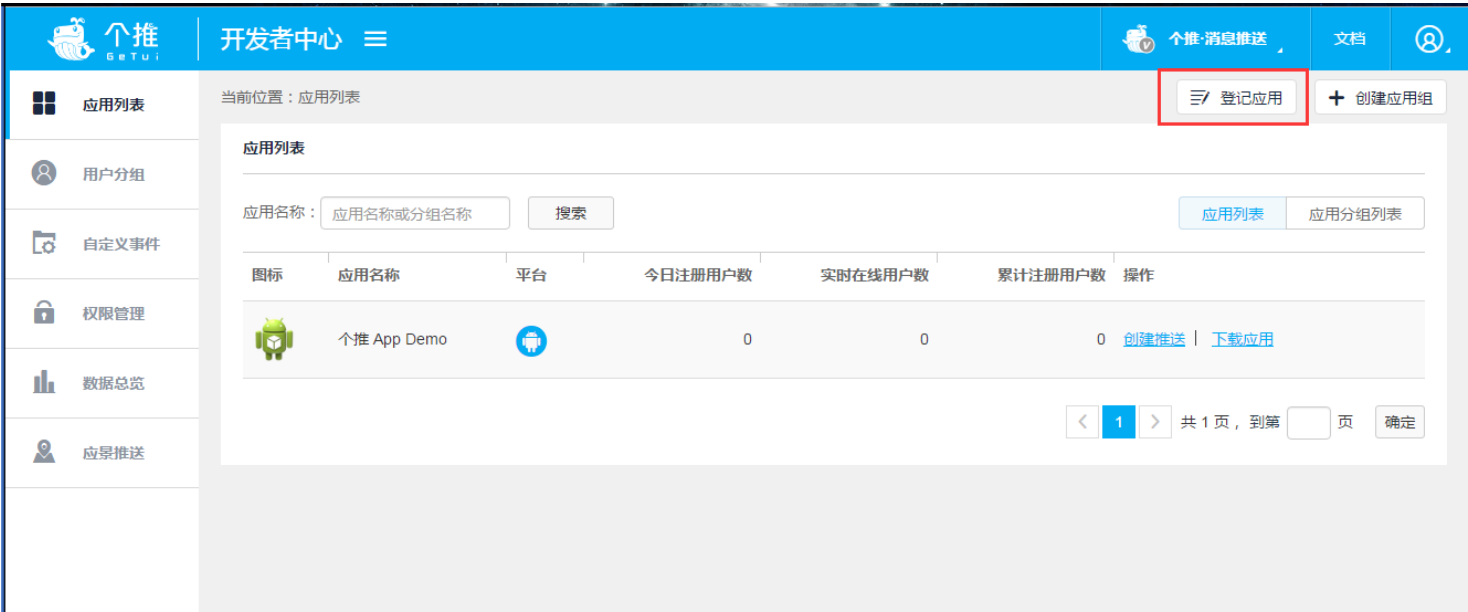 个推
GeTui
开发者中心
个推·消息推送
文档
应用列表
用户分组
自定义事件
权限管理
数据总览
应景推送
当前位置：应用列表
登记应用
创建应用组
应用列表
应用名称： 应用名称或分组名称 搜索 应用列表 应用分组列表
图标 应用名称 平台 今日注册用户数 实时在线用户数 累计注册用户数 操作
个推 App Demo 0 0 0 创建推送 | 下载应用
< 1 > 共 1 页，到第 页 确定